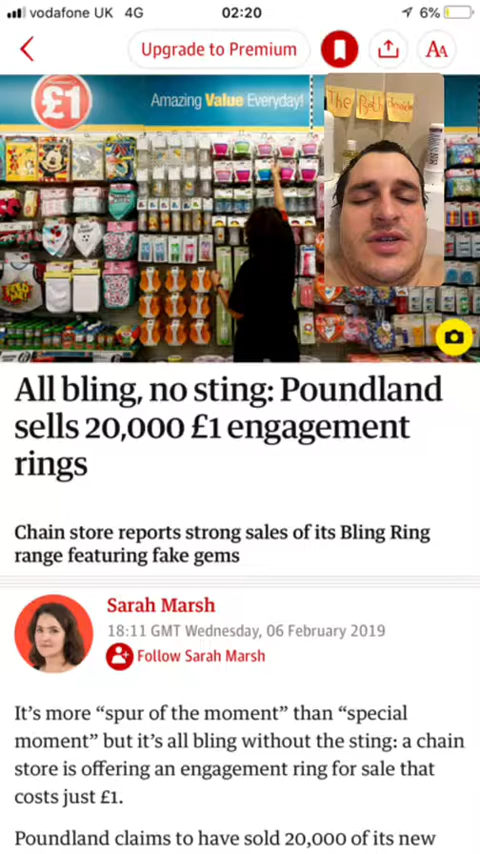 vodafone UK 4G 02:20 6%
Upgrade to Premium
AA
£1
Amazing Value Everyday!
The Bath
All bling, no sting: Poundland
sells 20,000 £1 engagement
rings
Chain store reports strong sales of its Bling Ring
range featuring fake gems
Sarah Marsh
18:11 GMT Wednesday, 06 February 2019
Follow Sarah Marsh
It’s more “spur of the moment” than “special
moment” but it’s all bling without the sting: a chain
store is offering an engagement ring for sale that
costs just £1.
Poundland claims to have sold 20,000 of its new